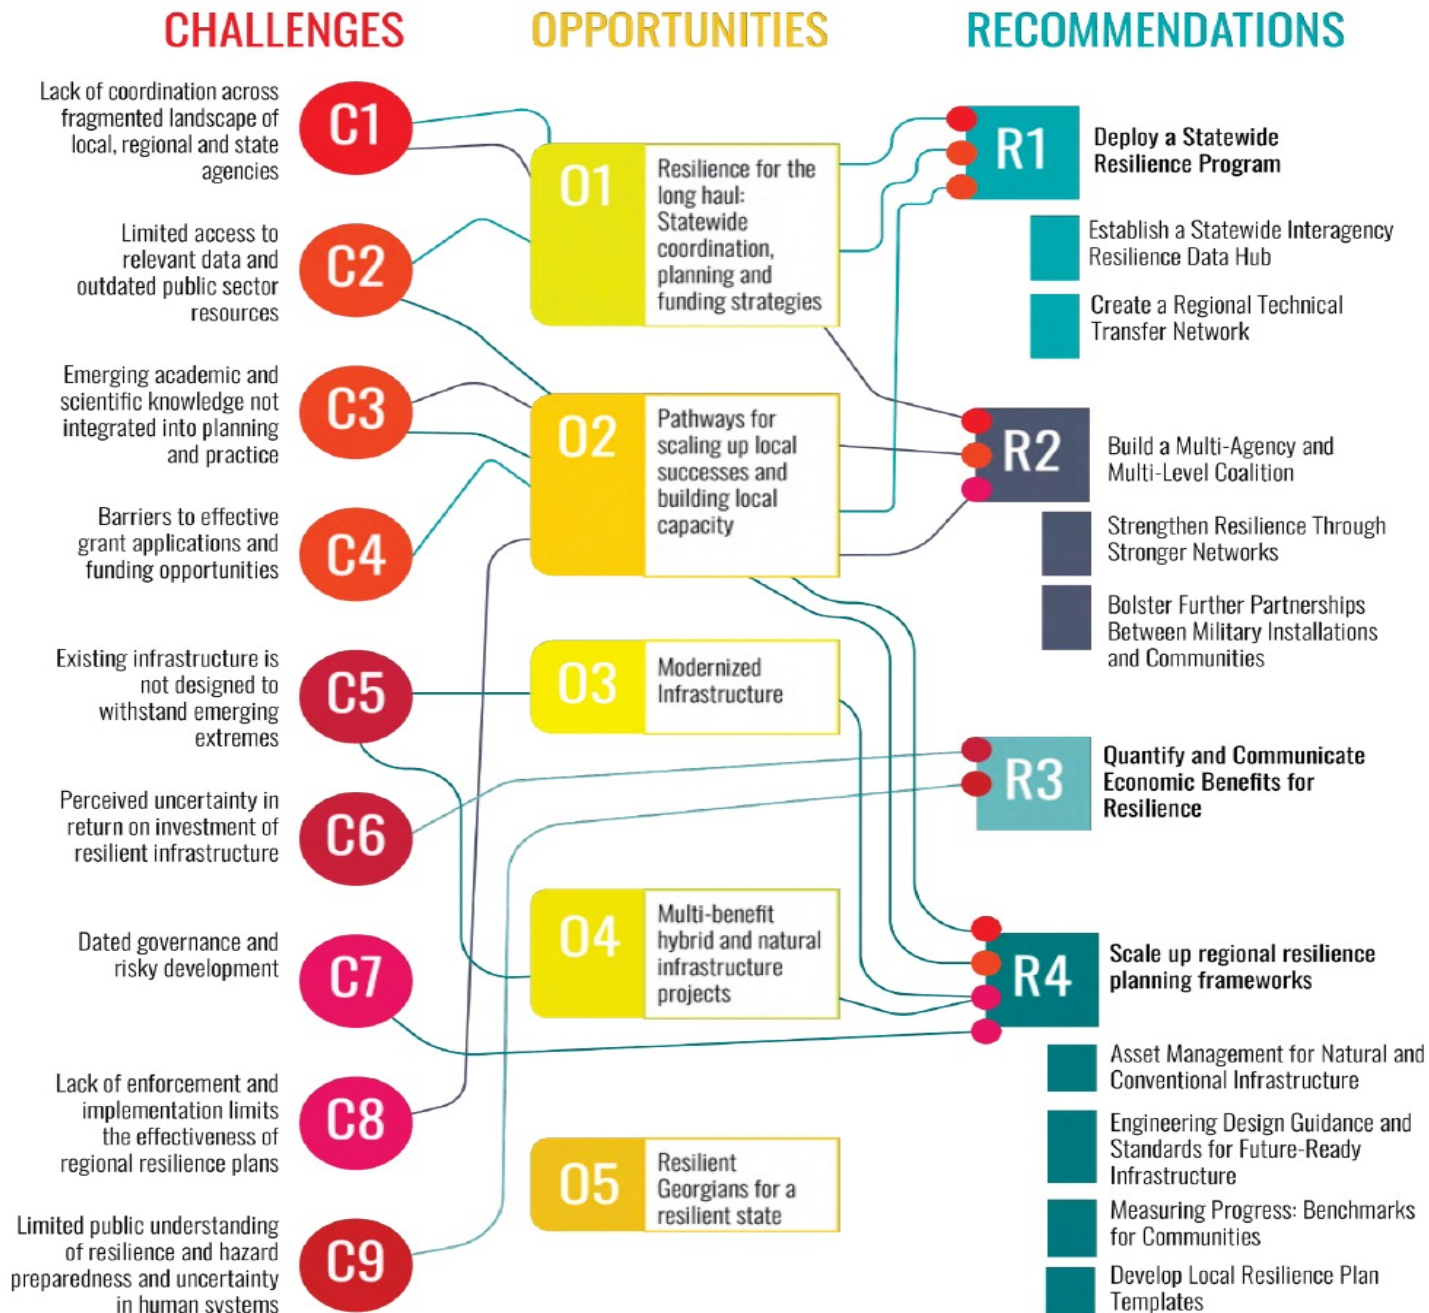 CHALLENGES
Lack of coordination across
fragmented landscape of
local, regional and state
agencies
C1
Limited access to
relevant data and
outdated public sector
resources
C2
Emerging academic and
scientific knowledge not
integrated into planning
and practice
C3
Barriers to effective
grant applications and
funding opportunities
C4
Existing infrastructure is
not designed to
withstand emerging
extremes
C5
Perceived uncertainty in
return on investment of
resilient infrastructure
C6
Dated governance and
risky development
C7
Lack of enforcement and
implementation limits
the effectiveness of
regional resilience plans
C8
Limited public understanding
of resilience and hazard
preparedness and uncertainty
in human systems
C9
OPPORTUNITIES
O1
Resilience for the
long haul:
Statewide
coordination,
planning and
funding strategies
O2
Pathways for
scaling up local
successes and
building local
capacity
O3
Modernized
Infrastructure
O4
Multi-benefit
hybrid and natural
infrastructure
projects
O5
Resilient
Georgians for a
resilient state
RECOMMENDATIONS
R1
Deploy a Statewide
Resilience Program
Establish a Statewide Interagency
Resilience Data Hub
Create a Regional Technical
Transfer Network
R2
Build a Multi-Agency and
Multi-Level Coalition
Strengthen Resilience Through
Stronger Networks
Bolster Further Partnerships
Between Military Installations
and Communities
R3
Quantify and Communicate
Economic Benefits for
Resilience
R4
Scale up regional resilience
planning frameworks
Asset Management for Natural and
Conventional Infrastructure
Engineering Design Guidance and
Standards for Future-Ready
Infrastructure
Measuring Progress: Benchmarks
for Communities
Develop Local Resilience Plan
Templates